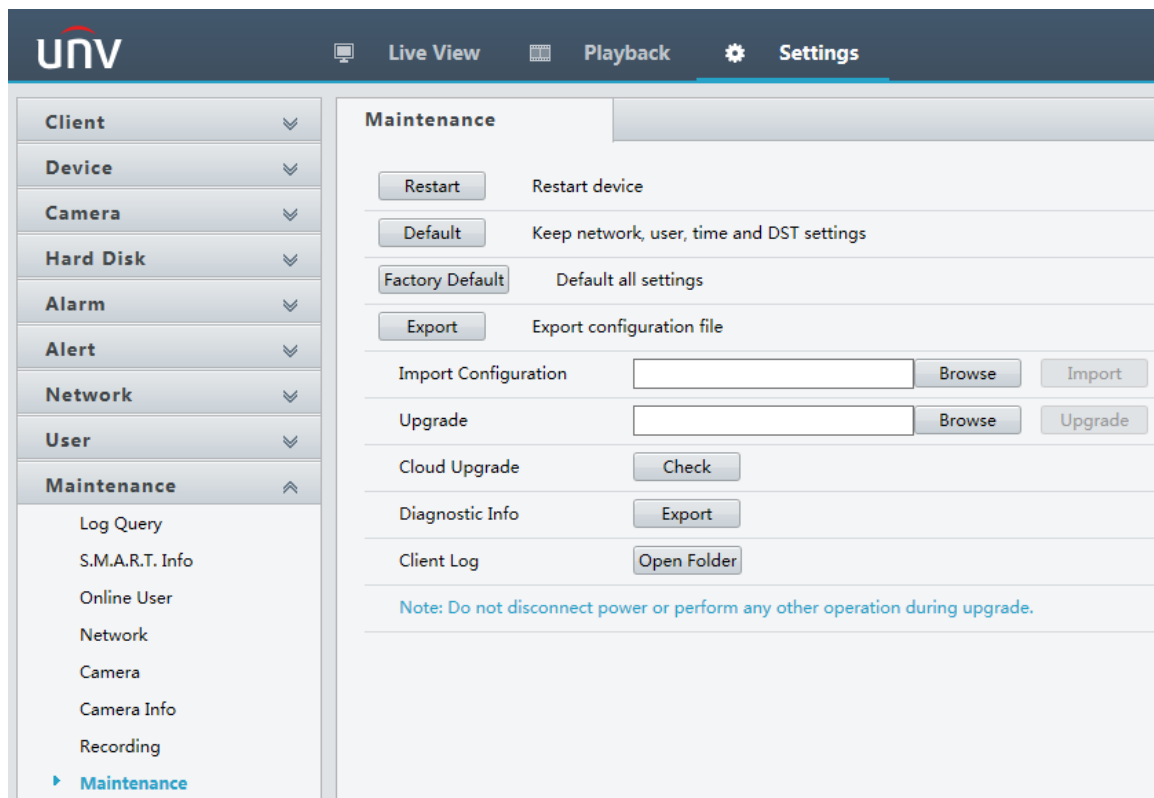 unv
Live View
Playback
Settings
Client
Device
Camera
Hard Disk
Alarm
Alert
Network
User
Maintenance
Log Query
S.M.A.R.T. Info
Online User
Network
Camera
Camera Info
Recording
Maintenance
Maintenance
Restart Restart device
Default Keep network, user, time and DST settings
Factory Default Default all settings
Export Export configuration file
Import Configuration Browse Import
Upgrade Browse Upgrade
Cloud Upgrade Check
Diagnostic Info Export
Client Log Open Folder
Note: Do not disconnect power or perform any other operation during upgrade.